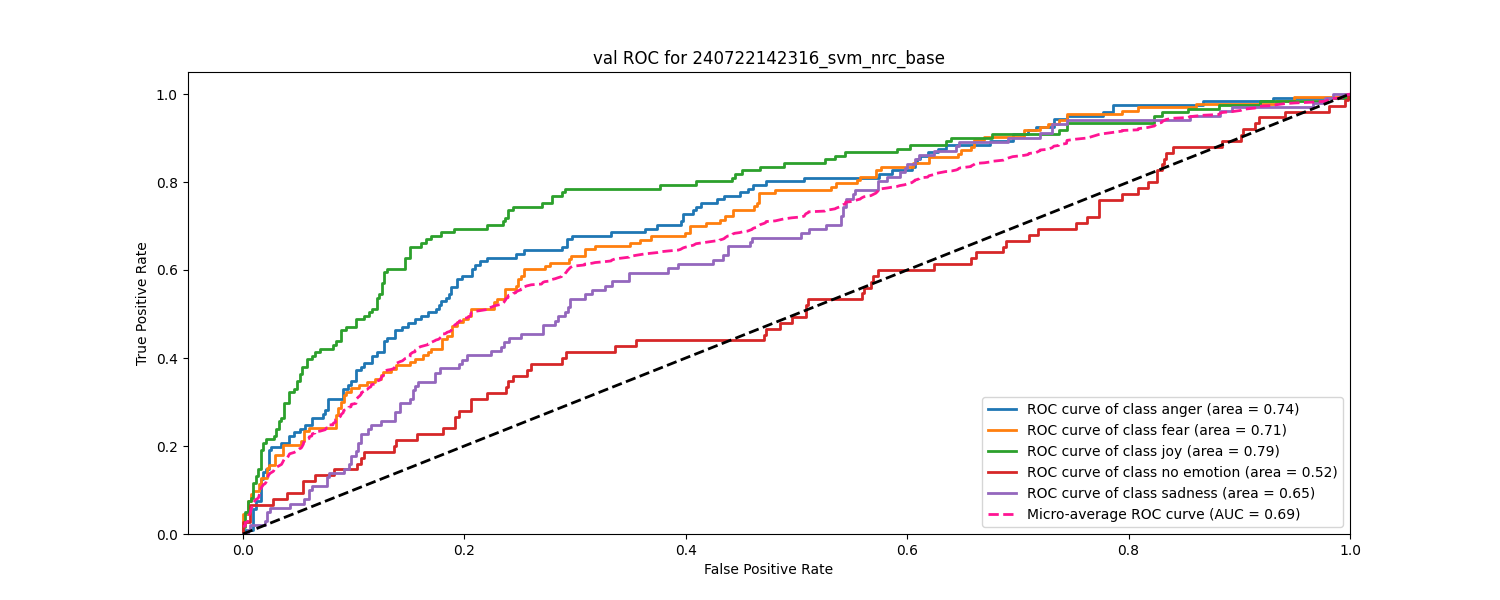 val ROC for 240722142316_svm_nrc_base
1.0
0.8
0.6
0.4
0.2
0.0
True Positive Rate
ROC curve of class anger (area = 0.74)
ROC curve of class fear (area = 0.71)
ROC curve of class joy (area = 0.79)
ROC curve of class no emotion (area = 0.52)
ROC curve of class sadness (area = 0.65)
Micro-average ROC curve (AUC = 0.69)
0.0 0.2 0.4 0.6 0.8 1.0
False Positive Rate